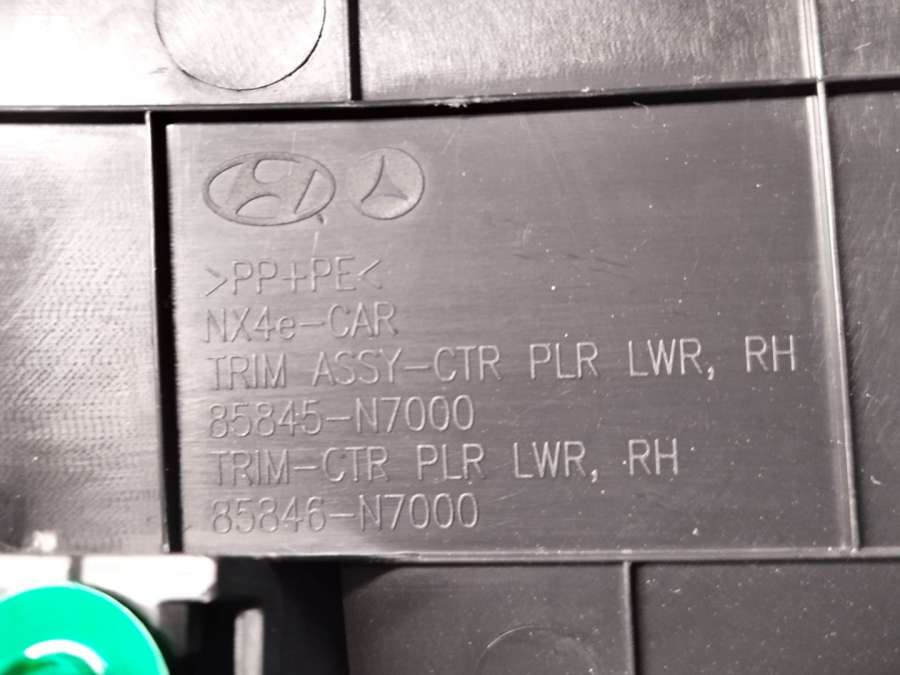 >PP+PE<
NX4e-CAR
TRIM ASSY-CTR PLR LWR, RH
85845-N7000
TRIM-CTR PLR LWR, RH
85846-N7000